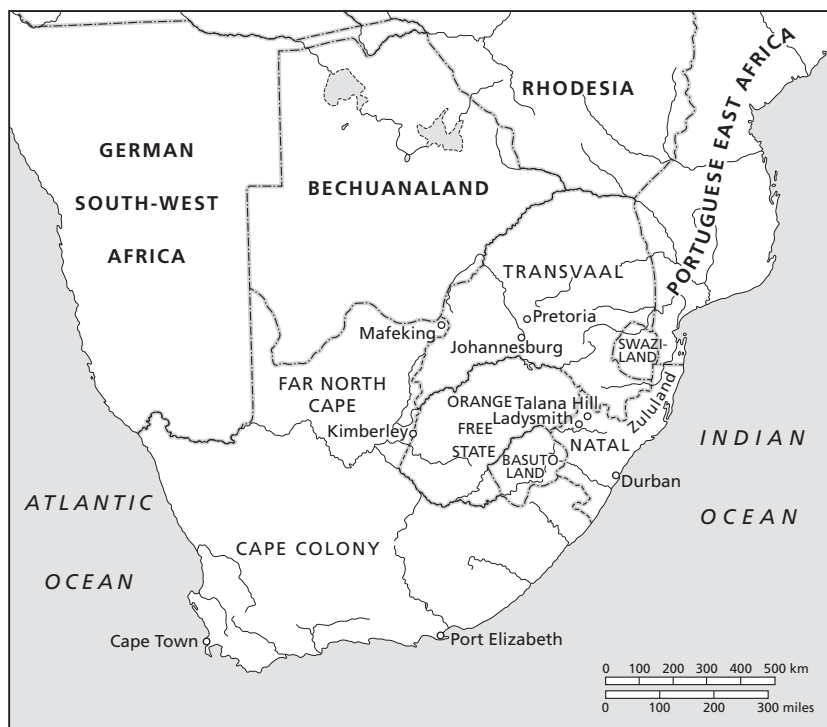 RHODESIA
PORTUGUESE EAST AFRICA
GERMAN
SOUTH-WEST
AFRICA
BECHUANALAND
TRANSVAAL
Pretoria
Mafeking
Johannesburg
SWAZI-
LAND
FAR NORTH
CAPE
ORANGE
FREE
STATE
Talana Hill
Ladysmith
Zululand
Kimberley
NATAL
BASUTO
LAND
INDIAN
OCEAN
Durban
ATLANTIC
OCEAN
CAPE COLONY
Cape Town
Port Elizabeth
0 100 200 300 400 500 km
0 100 200 300 miles